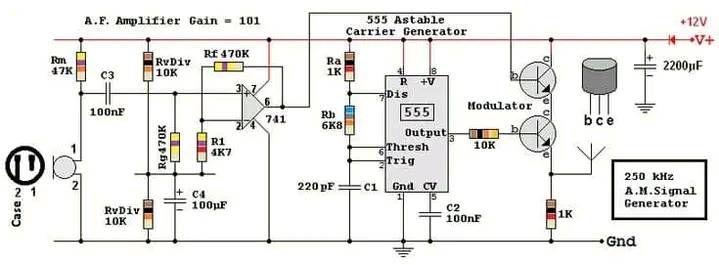 A.F. Amplifier Gain = 101
555 Astable
Carrier Generator
+12V
V+
Rm
47K
RvDiv
10K
Rf 470K
Ra
1K
4
8
R
+V
2200µF
C3
100nF
3
7
6
2
4
741
7
Dis
555
Modulator
b
c
e
b
c
e
b c e
Rb
6K8
Output
3
10K
Rg470K
R1
4K7
Thresh
6
Trig
2
1
2
Case
2 1
C4
100µF
220pF
C1
250 kHz
A.M.Signal
Generator
RvDiv
10K
Gnd
CV
1
5
C2
100nF
1K
Gnd